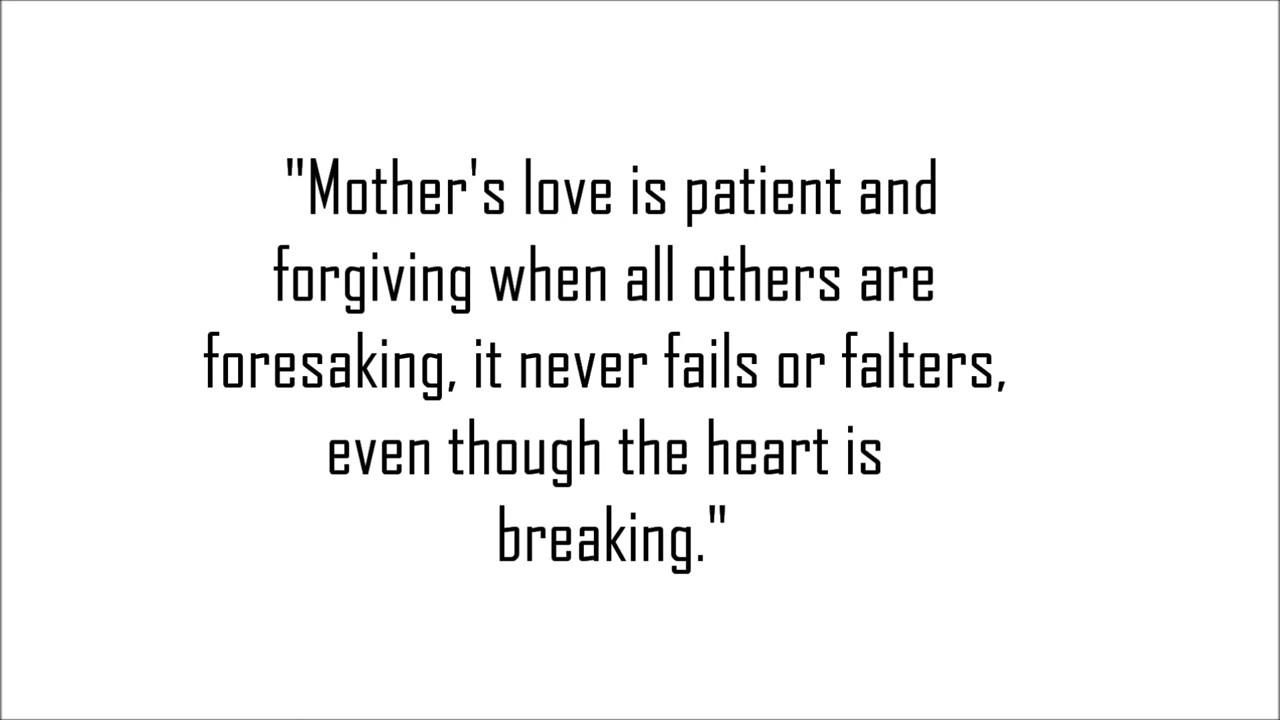 "Mother's love is patient and
forgiving when all others are
foresaking, it never fails or falters,
even though the heart is
breaking."